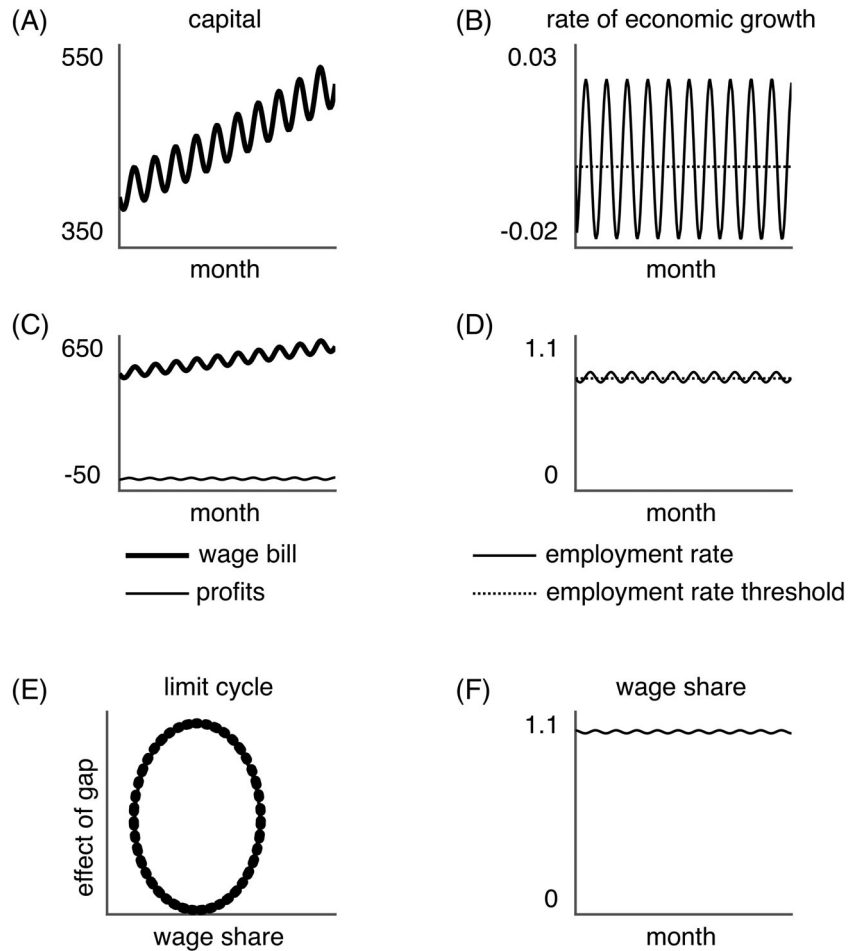 (A) capital
550
350
month
(B) rate of economic growth
0.03
-0.02
month
(C)
650
-50
month
wage bill
profits
(D)
1.1
0
month
employment rate
employment rate threshold
(E) limit cycle
effect of gap
wage share
(F) wage share
1.1
0
month